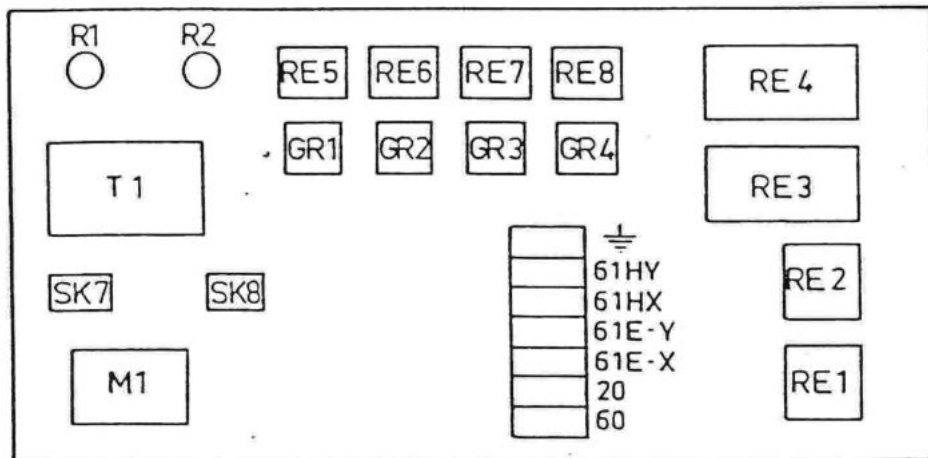 R1 R2
RE5 RE6 RE7 RE8
RE4
GR1 GR2 GR3 GR4
T1
RE3
61HY
61HX
61E-Y
61E-X
20
60
SK7 SK8
RE2
M1
RE1